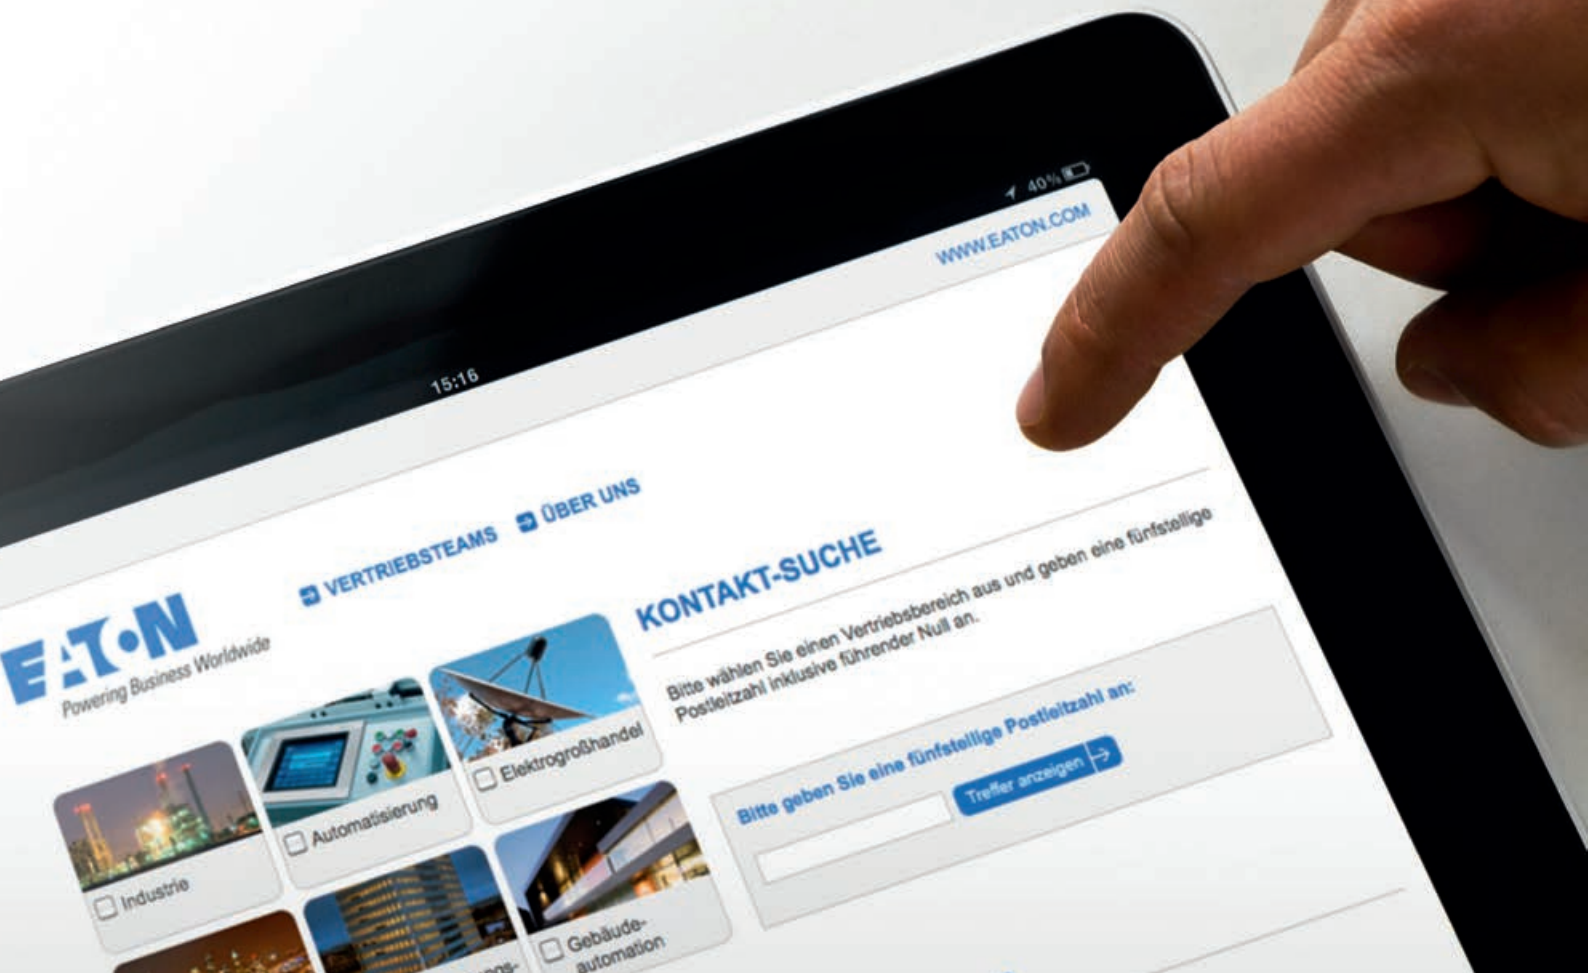 40%
WWW.EATON.COM
15:16
EATON
Powering Business Worldwide
VERTRIEBSTEAMS
ÜBER UNS
KONTAKT-SUCHE
Bitte wählen Sie einen Vertriebsbereich aus und geben eine fünfstellige
Postleitzahl inklusive führender Null an.
Bitte geben Sie eine fünfstellige Postleitzahl an:
Treffer anzeigen
Industrie
Automatisierung
Elektrogroßhandel
Gebäude-
automation